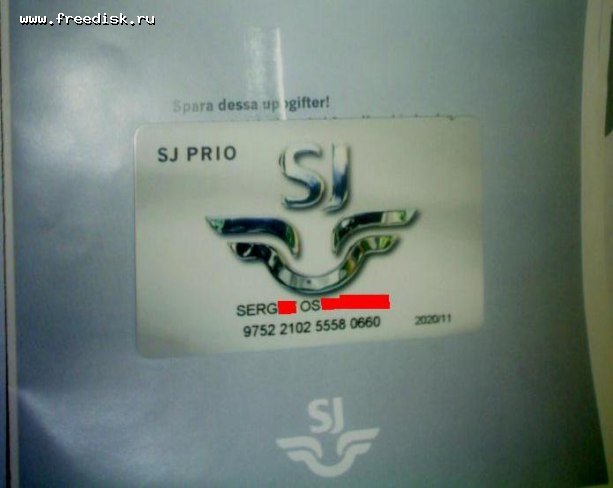 www.freedisk.ru
Spara dessa uppgifter!
SJ PRIO
SJ
SERG OS
9752 2102 5558 0660
2020/11
SJ